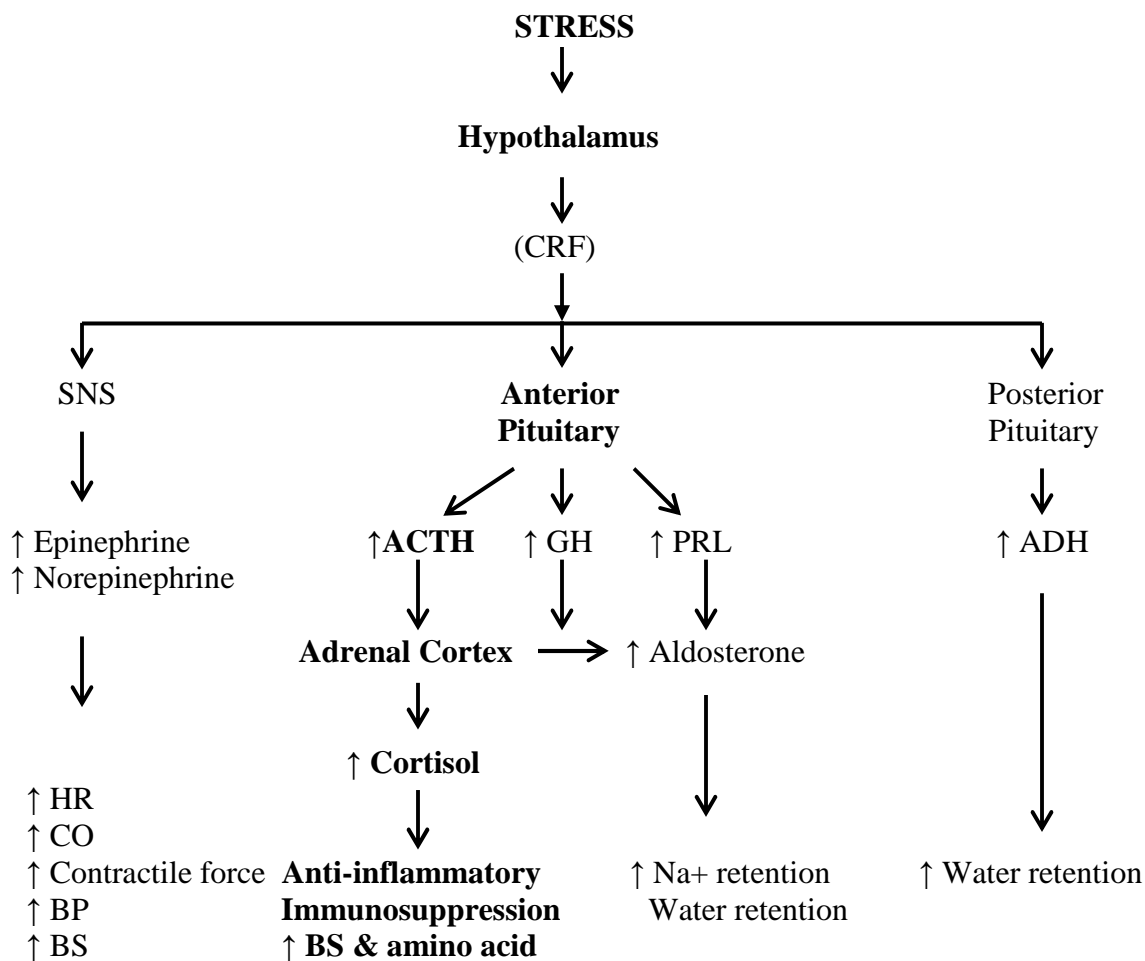 STRESS
Hypothalamus
(CRF)
SNS
Anterior
Pituitary
Posterior
Pituitary
↑ Epinephrine
↑ Norepinephrine
↑ACTH
↑ GH
↑ PRL
↑ ADH
Adrenal Cortex
↑ Aldosterone
↑ Cortisol
↑ HR
↑ CO
↑ Contractile force
↑ BP
↑ BS
Anti-inflammatory
Immunosuppression
↑ BS & amino acid
↑ Na+ retention
Water retention
↑ Water retention